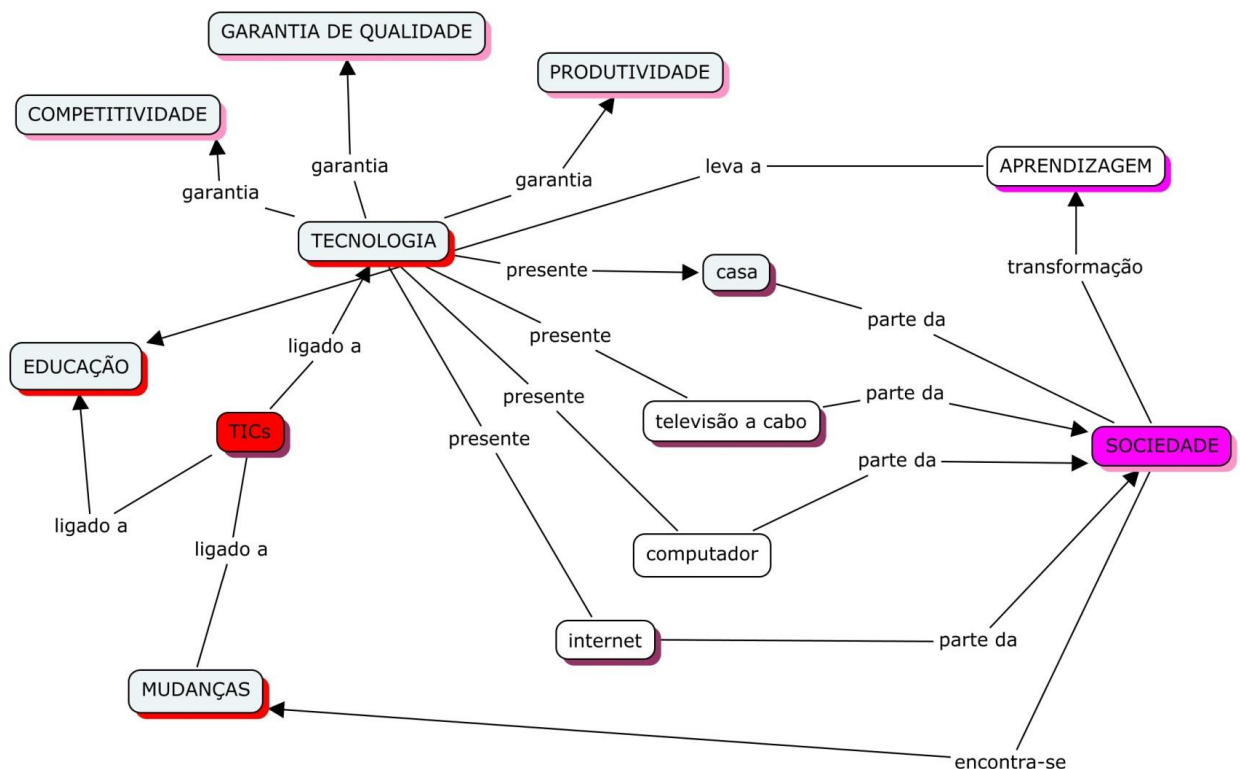 GARANTIA DE QUALIDADE
PRODUTIVIDADE
COMPETITIVIDADE
garantia
leva a
APRENDIZAGEM
garantia
garantia
TECNOLOGIA
presente
casa
transformação
parte da
presente
ligado a
EDUCAÇÃO
presente
parte da
televisão a cabo
TICs
presente
SOCIEDADE
parte da
ligado a
ligado a
computador
internet
parte da
MUDANÇAS
encontra-se